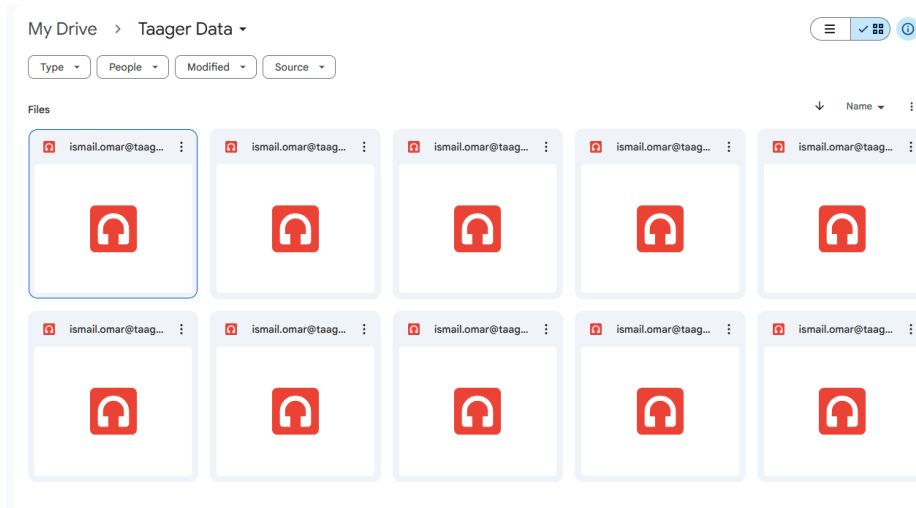 My Drive > Taager Data
Type People Modified Source
Files
Name
ismail.omar@taag... ismail.omar@taag... ismail.omar@taag... ismail.omar@taag... ismail.omar@taag...
ismail.omar@taag... ismail.omar@taag... ismail.omar@taag... ismail.omar@taag... ismail.omar@taag...